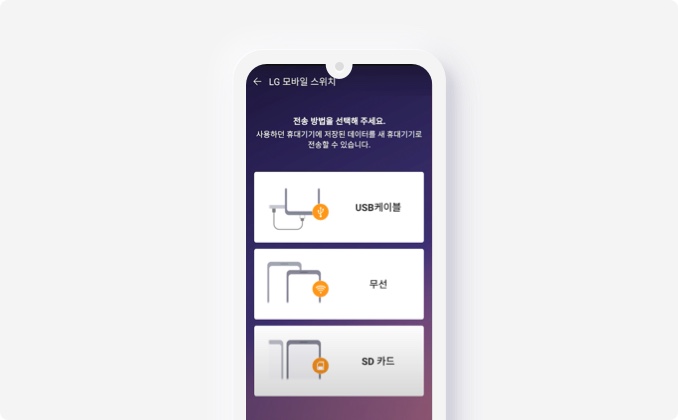 LG 모바일 스위치
전송 방법을 선택해 주세요.
사용하던 휴대기기에 저장된 데이터를 새 휴대기기로
전송할 수 있습니다.
USB케이블
무선
SD 카드